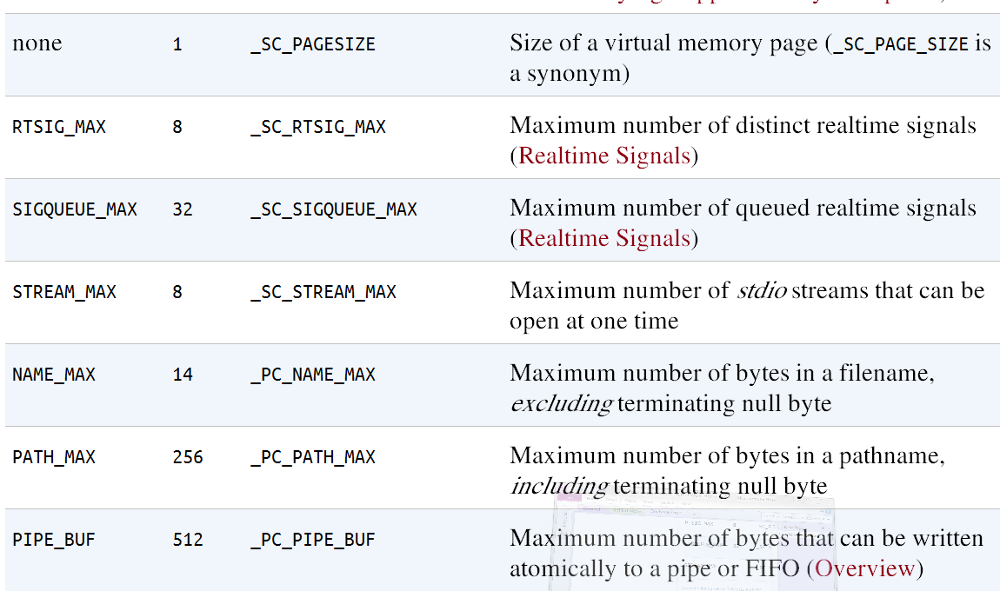 none 1 _SC_PAGESIZE Size of a virtual memory page (_SC_PAGE_SIZE is
a synonym)
RTSIG_MAX 8 _SC_RTSIG_MAX Maximum number of distinct realtime signals
(Realtime Signals)
SIGQUEUE_MAX 32 _SC_SIGQUEUE_MAX Maximum number of queued realtime signals
(Realtime Signals)
STREAM_MAX 8 _SC_STREAM_MAX Maximum number of stdio streams that can be
open at one time
NAME_MAX 14 _PC_NAME_MAX Maximum number of bytes in a filename,
excluding terminating null byte
PATH_MAX 256 _PC_PATH_MAX Maximum number of bytes in a pathname,
including terminating null byte
PIPE_BUF 512 _PC_PIPE_BUF Maximum number of bytes that can be written
atomically to a pipe or FIFO (Overview)